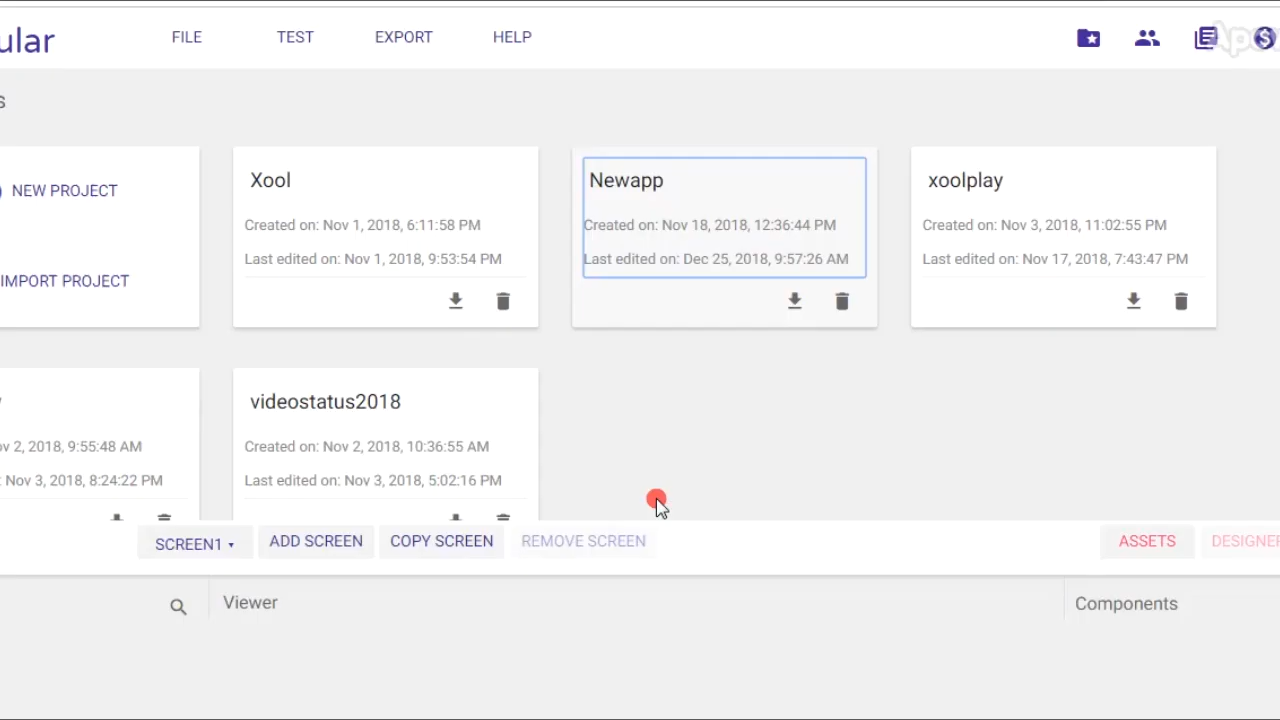 ular
FILE TEST EXPORT HELP
s
NEW PROJECT
IMPORT PROJECT
Xool
Created on: Nov 1, 2018, 6:11:58 PM
Last edited on: Nov 1, 2018, 9:53:54 PM
Newapp
Created on: Nov 18, 2018, 12:36:44 PM
Last edited on: Dec 25, 2018, 9:57:26 AM
xoolplay
Created on: Nov 3, 2018, 11:02:55 PM
Last edited on: Nov 17, 2018, 7:43:47 PM
ov 2, 2018, 9:55:48 AM
: Nov 3, 2018, 8:24:22 PM
videostatus2018
Created on: Nov 2, 2018, 10:36:55 AM
Last edited on: Nov 3, 2018, 5:02:16 PM
SCREEN1 ADD SCREEN COPY SCREEN REMOVE SCREEN ASSETS DESIGNER
Viewer
Components